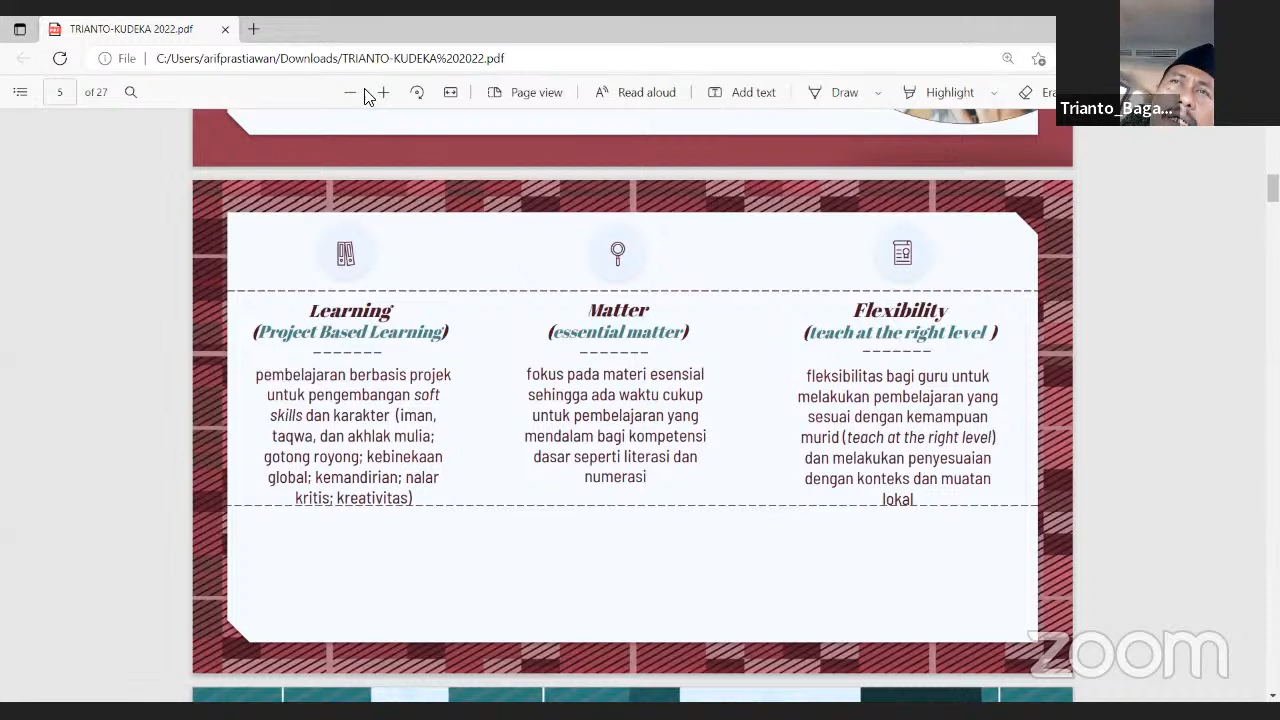 TRIANTO-KUDEKA 2022.pdf
File
C:/Users/arifprastiawan/Downloads/TRIANTO-KUDEKA%202022.pdf
5 of 27
Page view
Read aloud
Add text
Draw
Highlight
Era
Trianto_Baga...
Learning
(Project Based Learning)
pembelajaran berbasis projek
untuk pengembangan soft
skills dan karakter (iman,
taqwa, dan akhlak mulia;
gotong royong; kebinekaan
global; kemandirian; nalar
kritis; kreativitas)
Matter
(essential matter)
fokus pada materi esensial
sehingga ada waktu cukup
untuk pembelajaran yang
mendalam bagi kompetensi
dasar seperti literasi dan
numerasi
Flexibility
(teach at the right level )
fleksibilitas bagi guru untuk
melakukan pembelajaran yang
sesuai dengan kemampuan
murid (teach at the right level)
dan melakukan penyesuaian
dengan konteks dan muatan
lokal
zoom